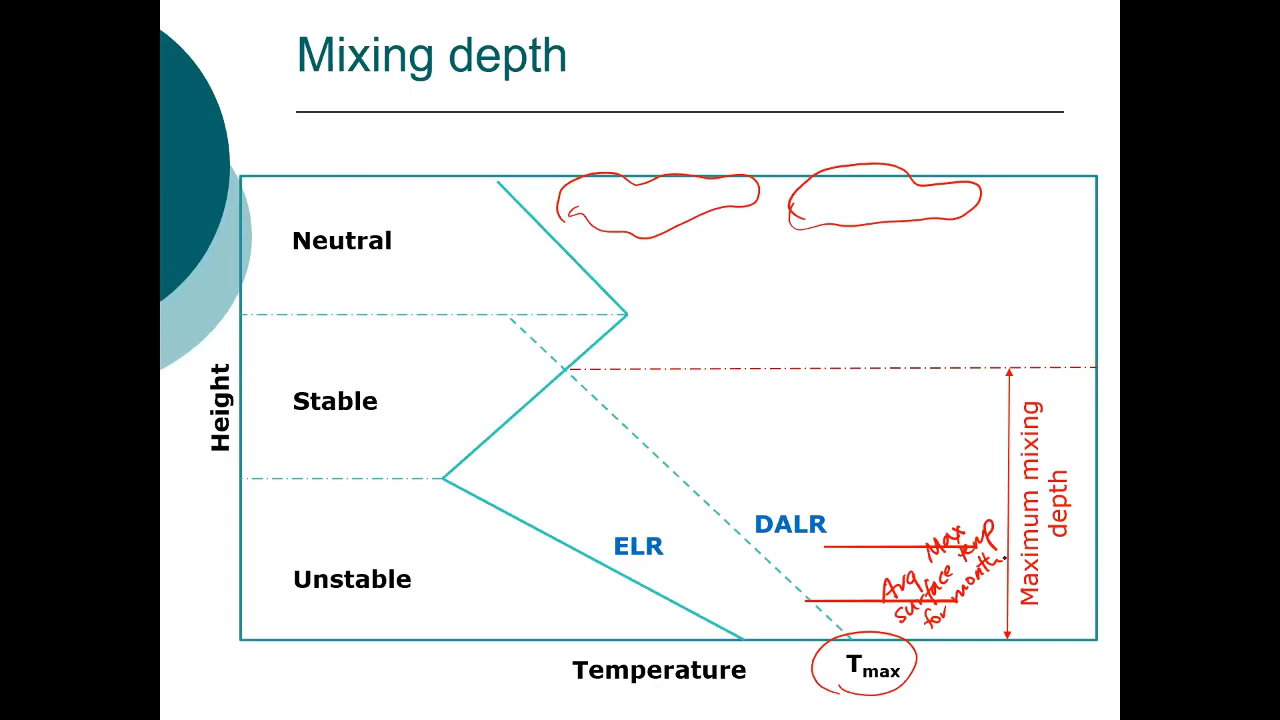 Mixing depth
Neutral
Stable
Unstable
Height
ELR
DALR
Avg Max
surface temp
for month
Maximum mixing
depth
Temperature
Tmax